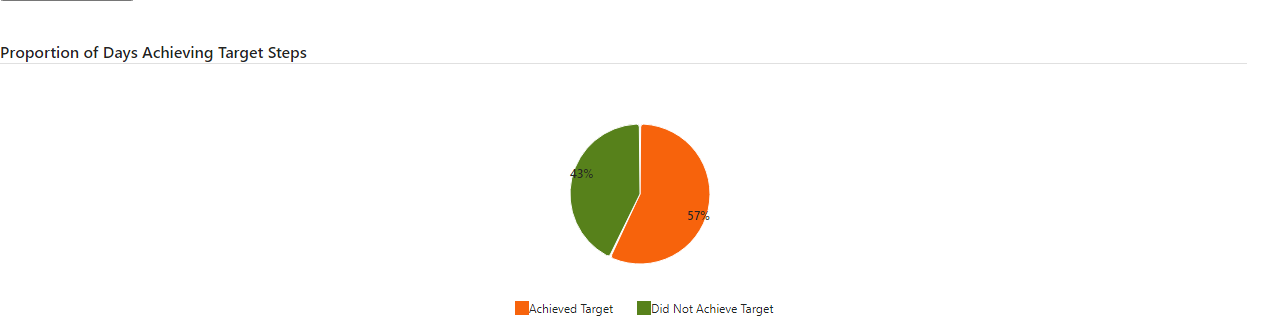 Proportion of Days Achieving Target Steps
43%
57%
Achieved Target
Did Not Achieve Target